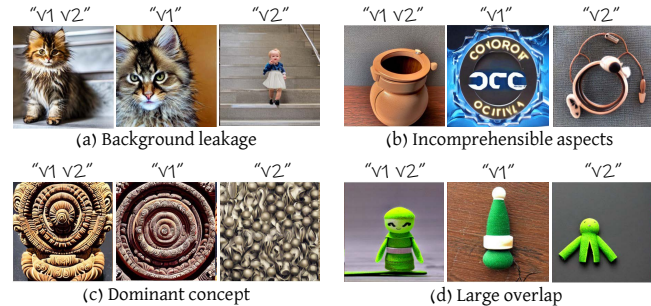 "v1 v2" "v1" "v2" "v1 v2" "v1" "v2"
(a) Background leakage (b) Incomprehensible aspects
"v1 v2" "v1" "v2" "v1 v2" "v1" "v2"
(c) Dominant concept (d) Large overlap